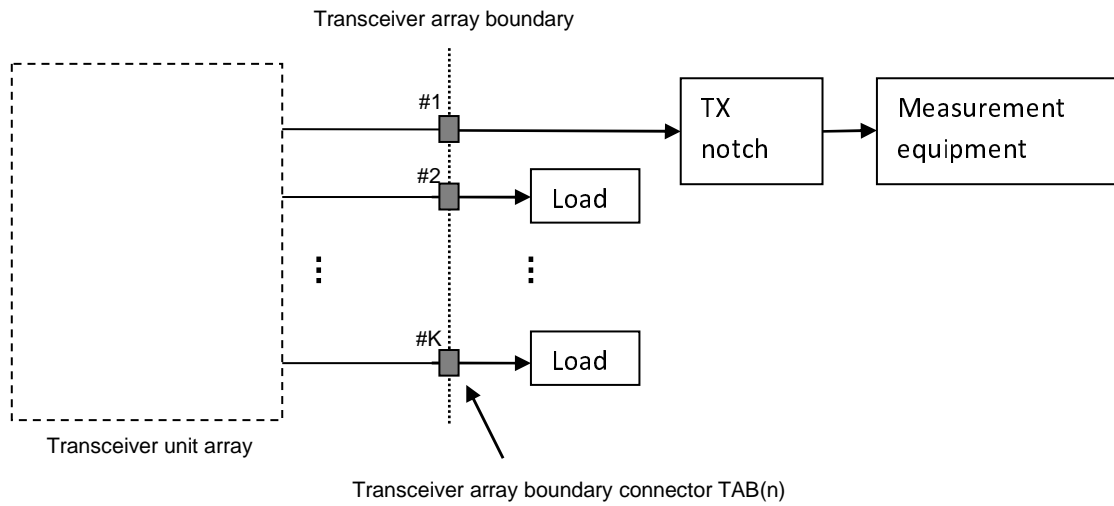 Transceiver array boundary
#1
TX
notch
Measurement
equipment
#2
Load
#K
Load
Transceiver unit array
Transceiver array boundary connector TAB(n)